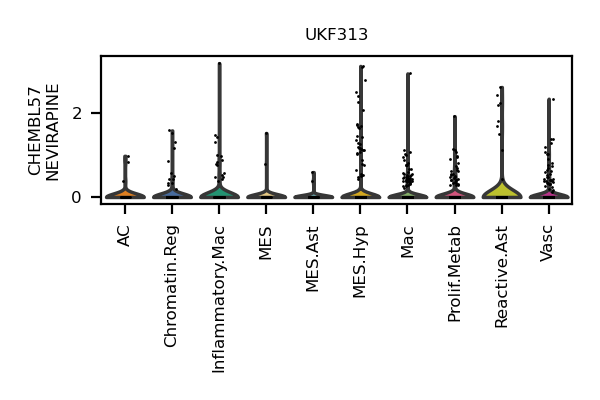 UKF313
CHEMBL57
NEVIRAPINE
2
0
AC
Chromatin.Reg
Inflammatory.Mac
MES
MES.Ast
MES.Hyp
Mac
Prolif.Metab
Reactive.Ast
Vasc